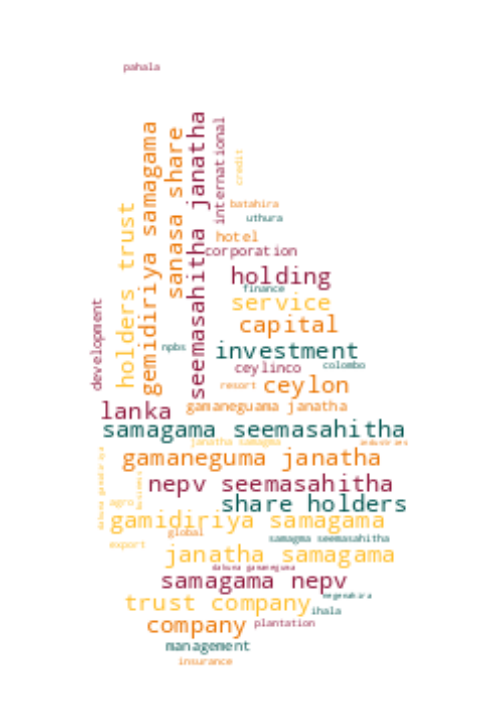 pahala
seemasahitha janatha
international
gemidiriya samagama
sanasa share
credit
holders trust
batahira
uthura
hotel
corporation
holding
finance
service
development
capital
npbs
investment
ceylinco
colombo
resort
ceylon
lanka
gamaneguama janatha
samagama seemasahitha
janatha samagma
industries
gamaneguma janatha
nepv seemasahitha
agro
share holders
gamidiriya samagama
global
samagma seemasahitha
export
janatha samagama
dakuna gamaneguma
samagama nepv
trust company
ihala
company
plantation
management
insurance